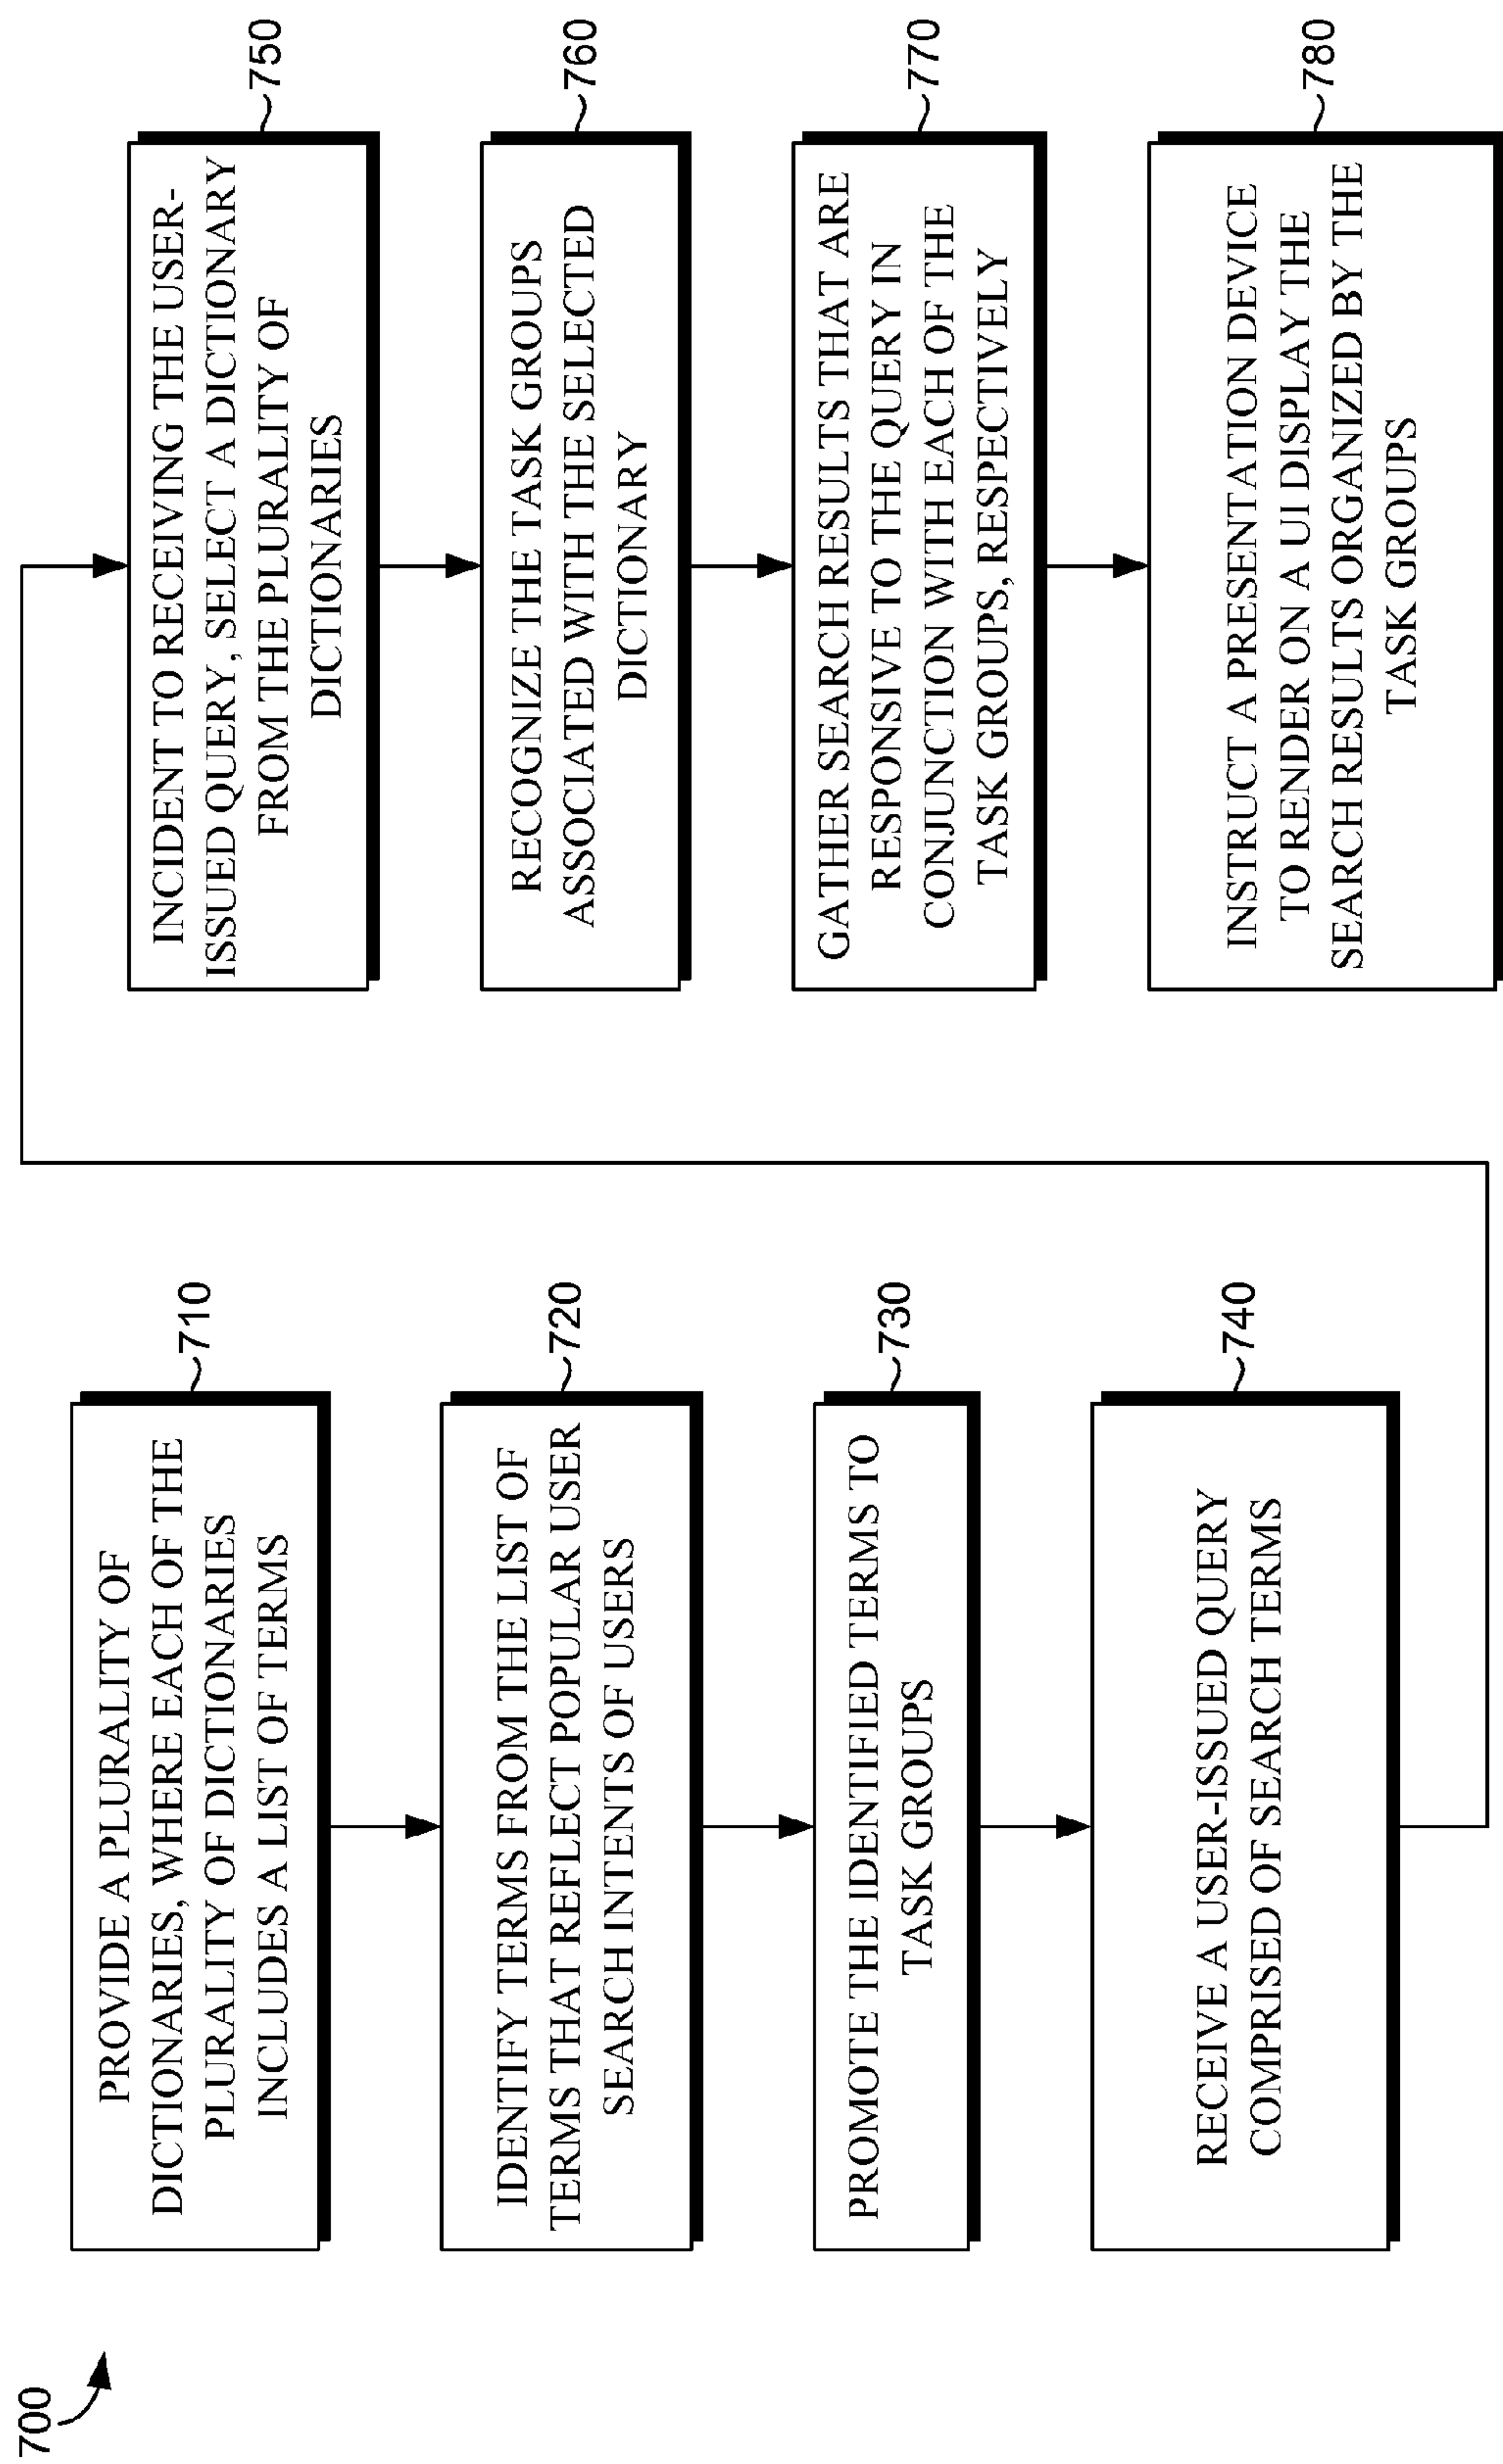 700
PROVIDE A PLURALITY OF
DICTIONARIES, WHERE EACH OF THE
PLURALITY OF DICTIONARIES
INCLUDES A LIST OF TERMS
710
IDENTIFY TERMS FROM THE LIST OF
TERMS THAT REFLECT POPULAR USER
SEARCH INTENTS OF USERS
720
PROMOTE THE IDENTIFIED TERMS TO
TASK GROUPS
730
RECEIVE A USER-ISSUED QUERY
COMPRISED OF SEARCH TERMS
740
INCIDENT TO RECEIVING THE USER-
ISSUED QUERY, SELECT A DICTIONARY
FROM THE PLURALITY OF
DICTIONARIES
750
RECOGNIZE THE TASK GROUPS
ASSOCIATED WITH THE SELECTED
DICTIONARY
760
GATHER SEARCH RESULTS THAT ARE
RESPONSIVE TO THE QUERY IN
CONJUNCTION WITH EACH OF THE
TASK GROUPS, RESPECTIVELY
770
INSTRUCT A PRESENTATION DEVICE
TO RENDER ON A UI DISPLAY THE
SEARCH RESULTS ORGANIZED BY THE
TASK GROUPS
780